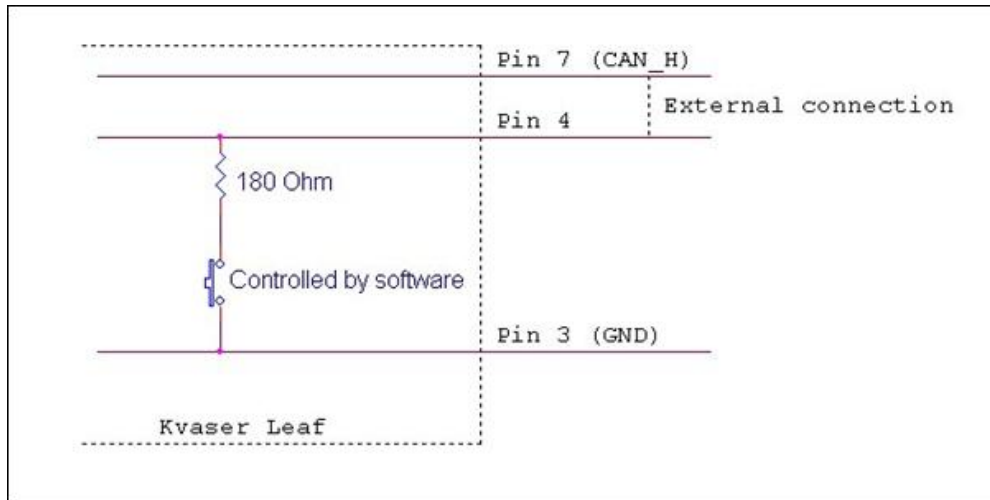 Pin 7 (CAN_H)
External connection
Pin 4
180 Ohm
Controlled by software
Pin 3 (GND)
Kvaser Leaf